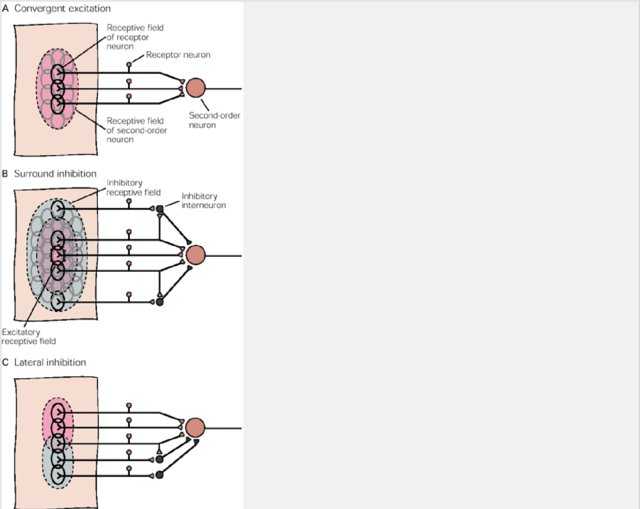 A Convergent excitation
Receptive field
of receptor
neuron
Receptor neuron
Receptive field
of second-order
neuron
Second-order
neuron
B Surround inhibition
Inhibitory
receptive field
Inhibitory
interneuron
Excitatory
receptive field
C Lateral inhibition